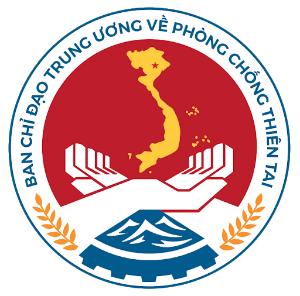 BAN CHỈ ĐẠO TRUNG ƯƠNG VỀ PHÒNG CHỐNG THIÊN TAI